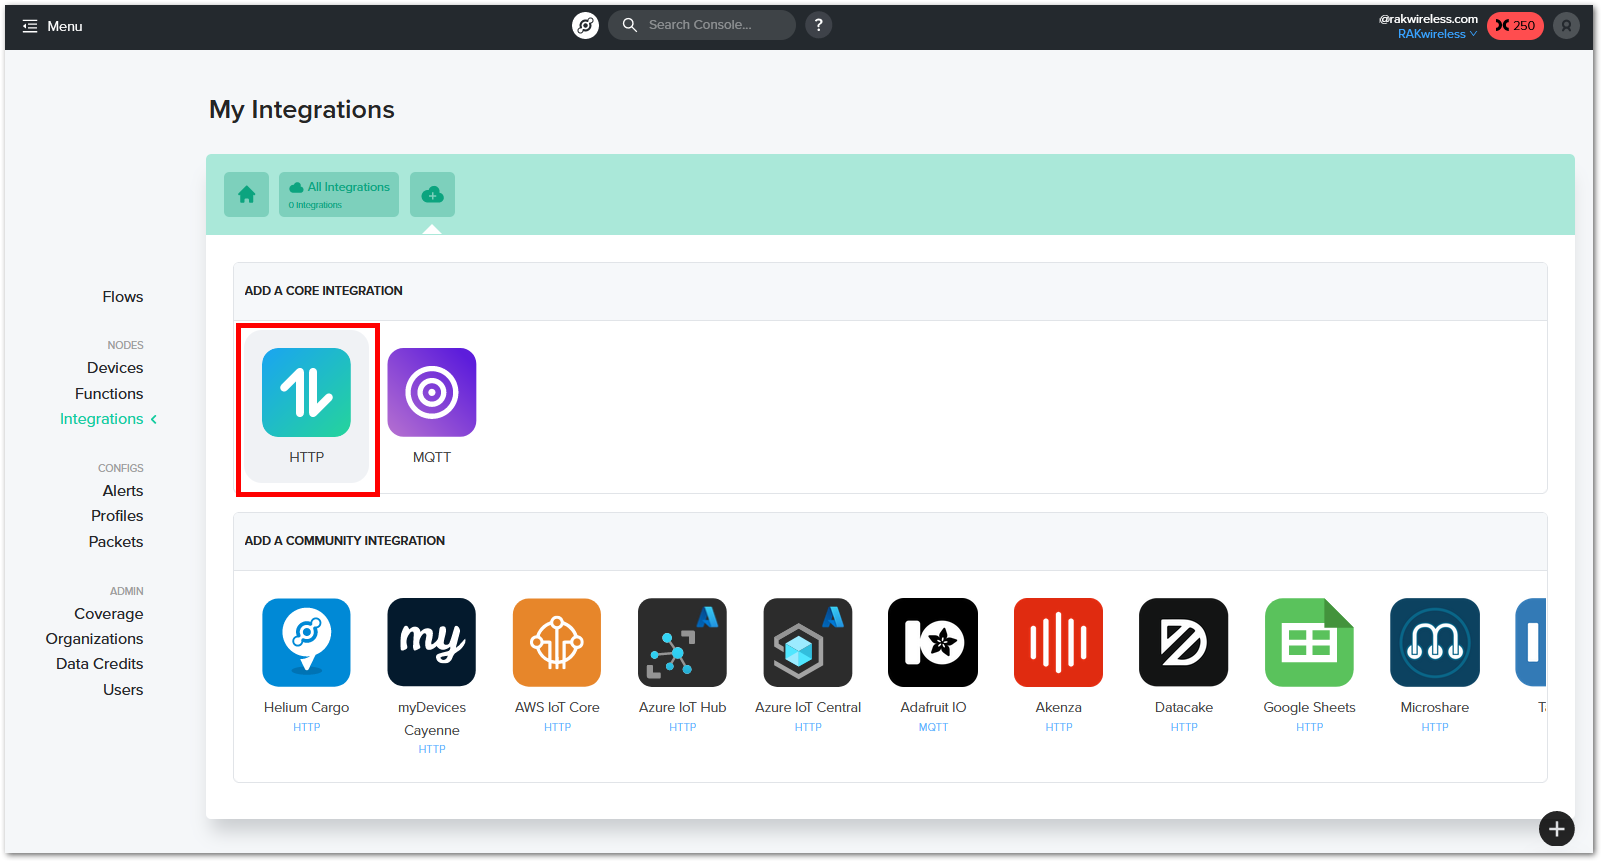 Menu
Search Console...
?
@rakwireless.com
RAKwireless
250
My Integrations
All Integrations
0 Integrations
Flows
NODES
Devices
Functions
Integrations
CONFIGS
Alerts
Profiles
Packets
ADMIN
Coverage
Organizations
Data Credits
Users
ADD A CORE INTEGRATION
HTTP
MQTT
ADD A COMMUNITY INTEGRATION
my
IO
Helium Cargo
HTTP
myDevices
Cayenne
HTTP
AWS IoT Core
HTTP
Azure IoT Hub
HTTP
Azure IoT Central
HTTP
Adafruit IO
MQTT
Akenza
HTTP
Datacake
HTTP
Google Sheets
HTTP
Microshare
HTTP